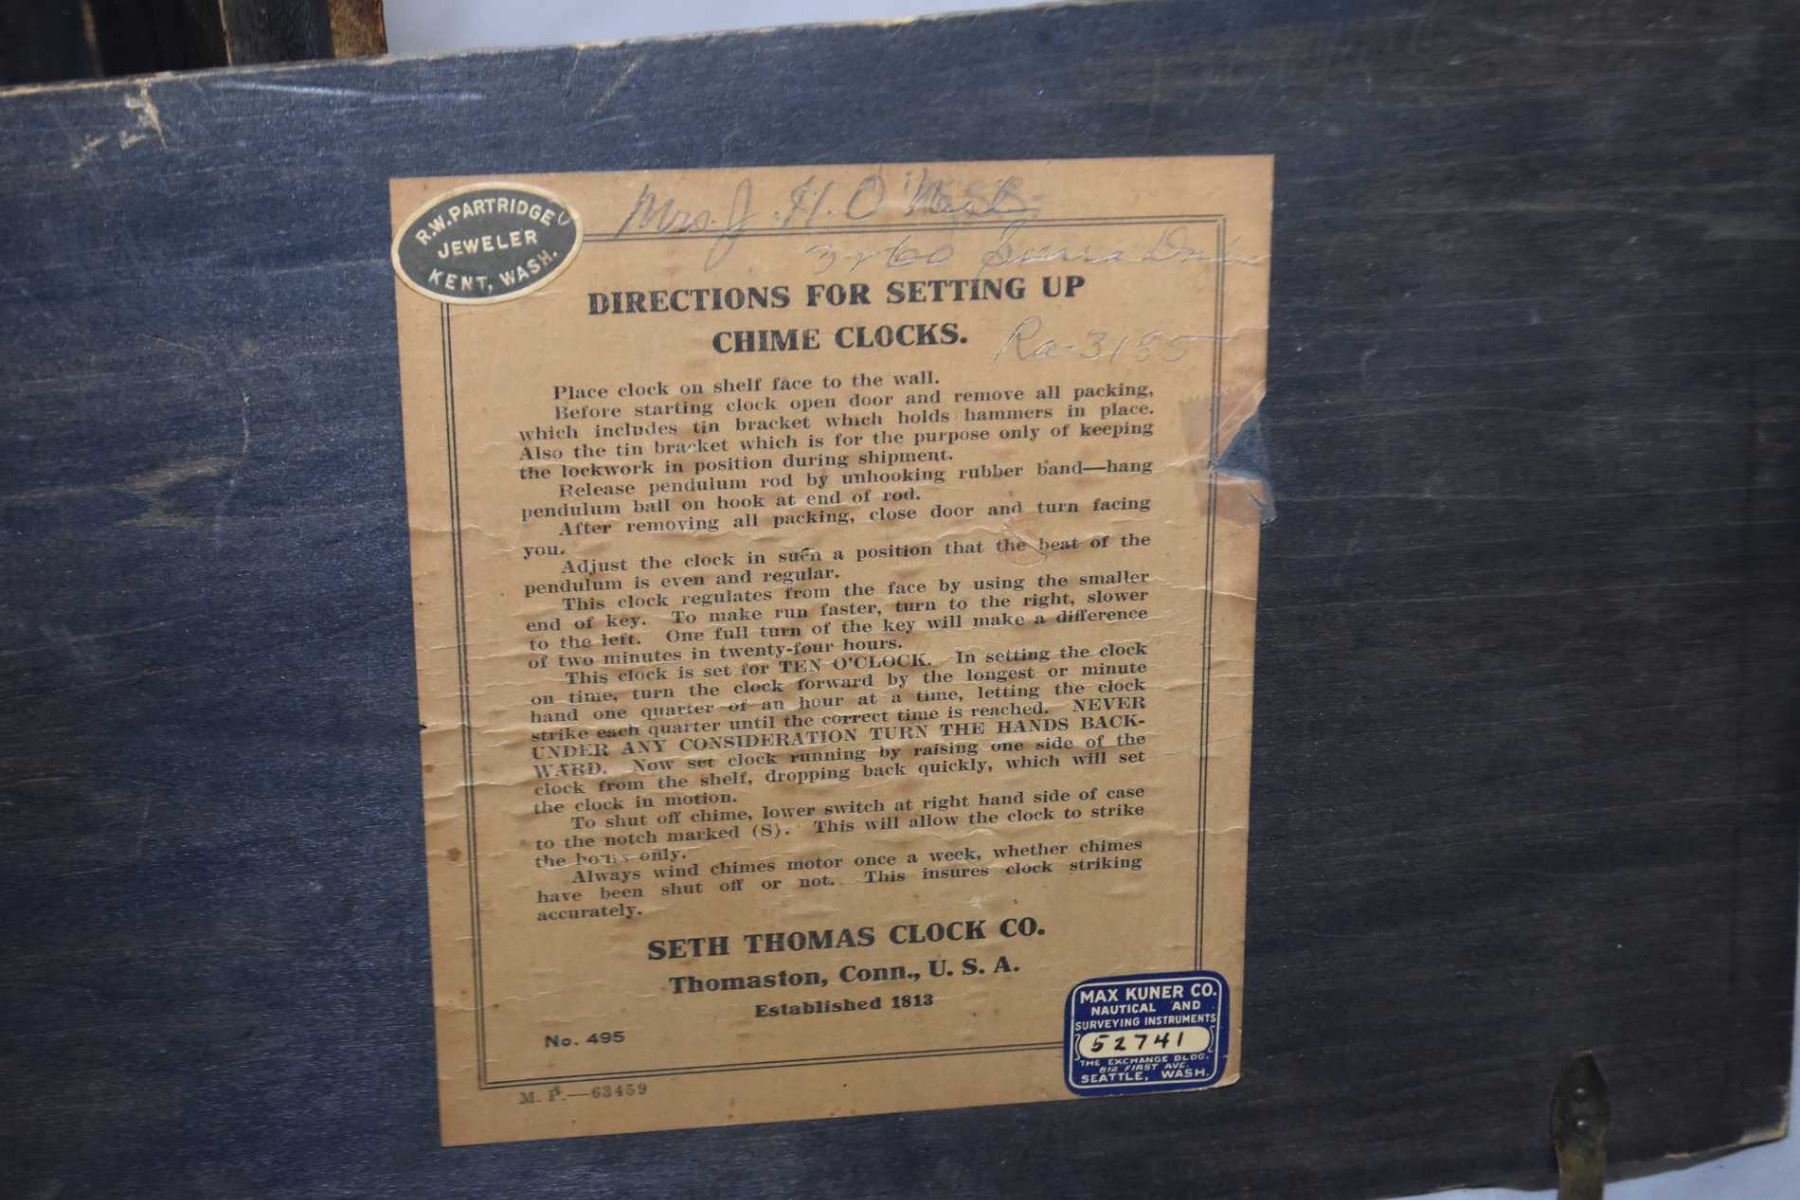 R.W. PARTRIDGE
JEWELER
KENT, WASH.
Mrs. J. H. O
3260 Sierra Drive
DIRECTIONS FOR SETTING UP
CHIME CLOCKS.
Ra-3185
Place clock on shelf face to the wall.
Before starting clock open door and remove all packing,
which includes tin bracket which holds hammers in place.
Also the tin bracket which is for the purpose only of keeping
the lockwork in position during shipment.
Release pendulum rod by unhooking rubber band—hang
pendulum ball on hook at end of rod.
After removing all packing, close door and turn facing
you.
Adjust the clock in such a position that the beat of the
pendulum is even and regular.
This clock regulates from the face by using the smaller
end of key. To make run faster, turn to the right, slower
to the left. One full turn of the key will make a difference
of two minutes in twenty-four hours.
This clock is set for TEN O'CLOCK. In setting the clock
on time, turn the clock forward by the longest or minute
hand one quarter of an hour at a time, letting the clock
strike each quarter until the correct time is reached. NEVER
UNDER ANY CONSIDERATION TURN THE HANDS BACK-
WARD. Now set clock running by raising one side of the
clock from the shelf, dropping back quickly, which will set
the clock in motion.
To shut off chime, lower switch at right hand side of case
to the notch marked (S). This will allow the clock to strike
the hours only.
Always wind chimes motor once a week, whether chimes
have been shut off or not. This insures clock striking
accurately.
SETH THOMAS CLOCK CO.
Thomaston, Conn., U. S. A.
Established 1813
No. 495
M. P.—63459
MAX KUNER CO.
NAUTICAL AND
SURVEYING INSTRUMENTS
52741
THE EXCHANGE BLDG.
812 FIRST AVE.
SEATTLE, WASH.